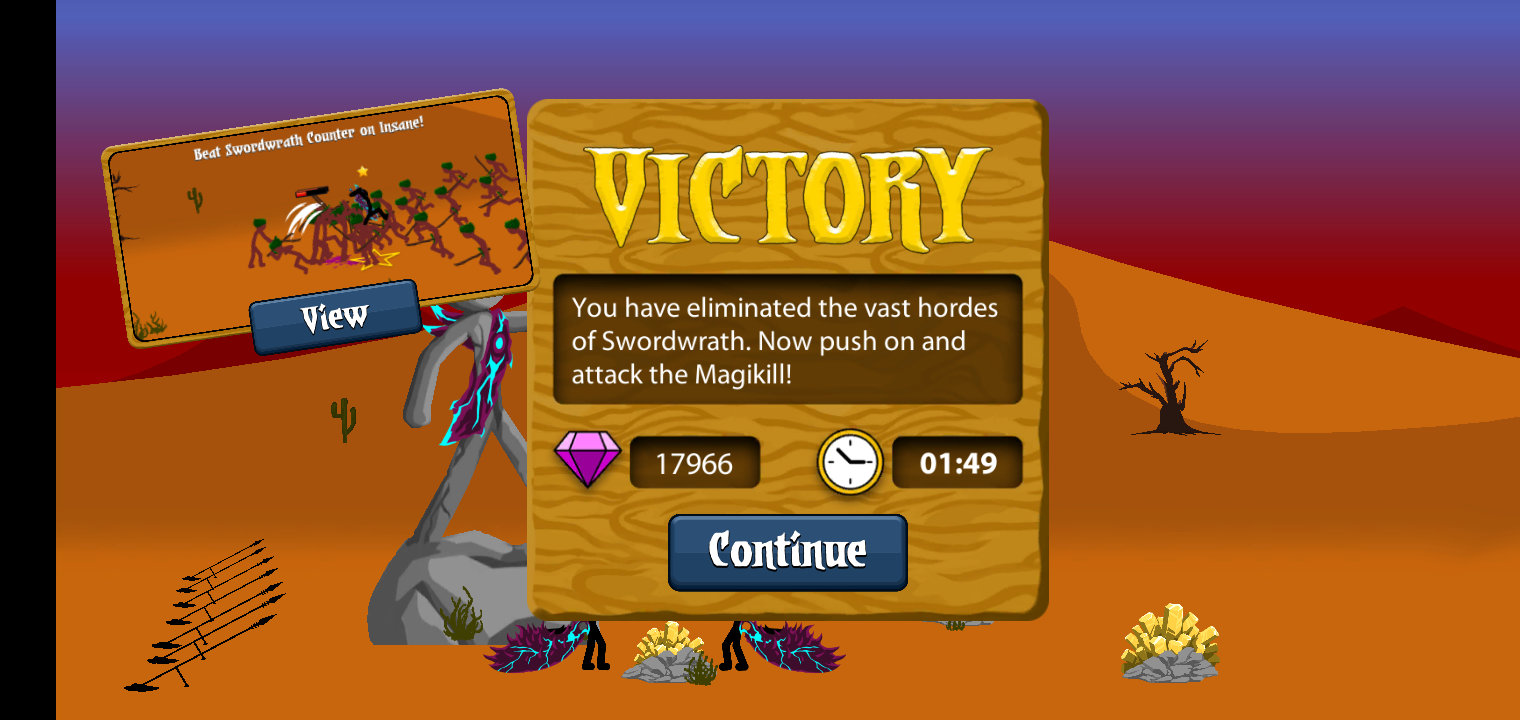 Beat Swordwrath Counter on Insane!
View
VICTORY
You have eliminated the vast hordes
of Swordwrath. Now push on and
attack the Magikill!
17966
01:49
Continue